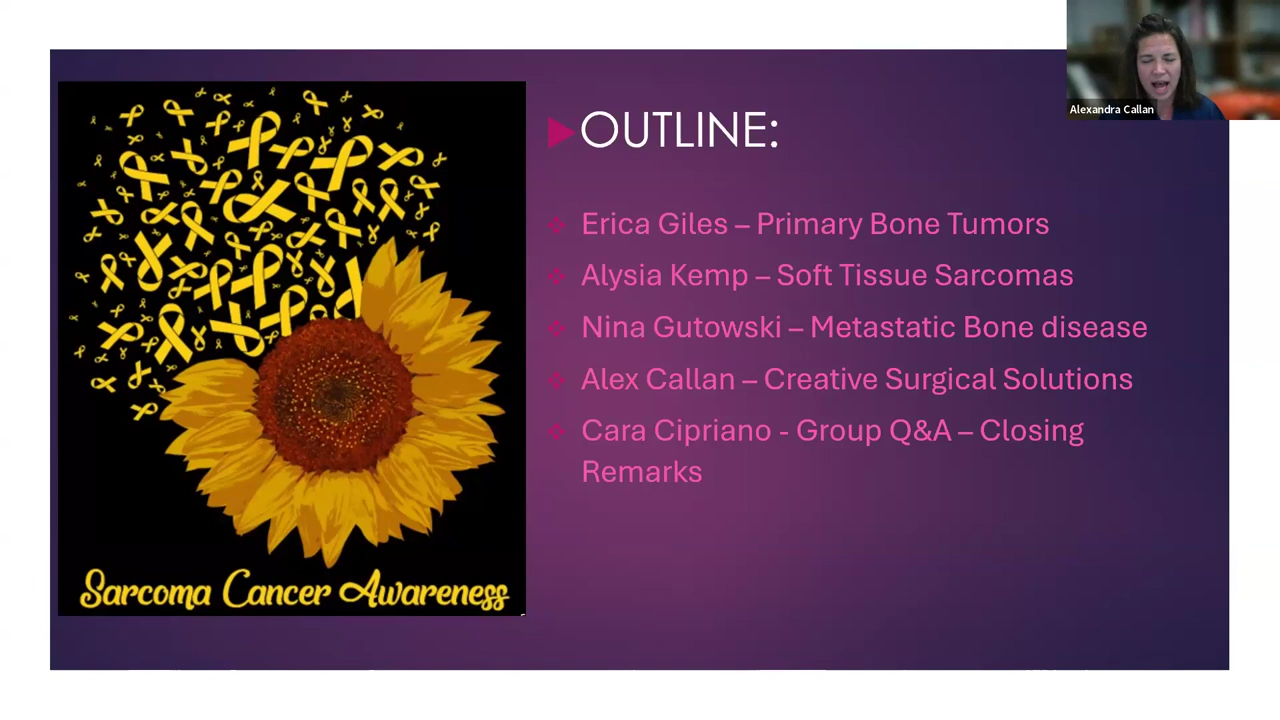 Alexandra Callan
OUTLINE:
Erica Giles – Primary Bone Tumors
Alysia Kemp – Soft Tissue Sarcomas
Nina Gutowski – Metastatic Bone disease
Alex Callan – Creative Surgical Solutions
Cara Cipriano - Group Q&A – Closing
Remarks
Sarcoma Cancer Awareness